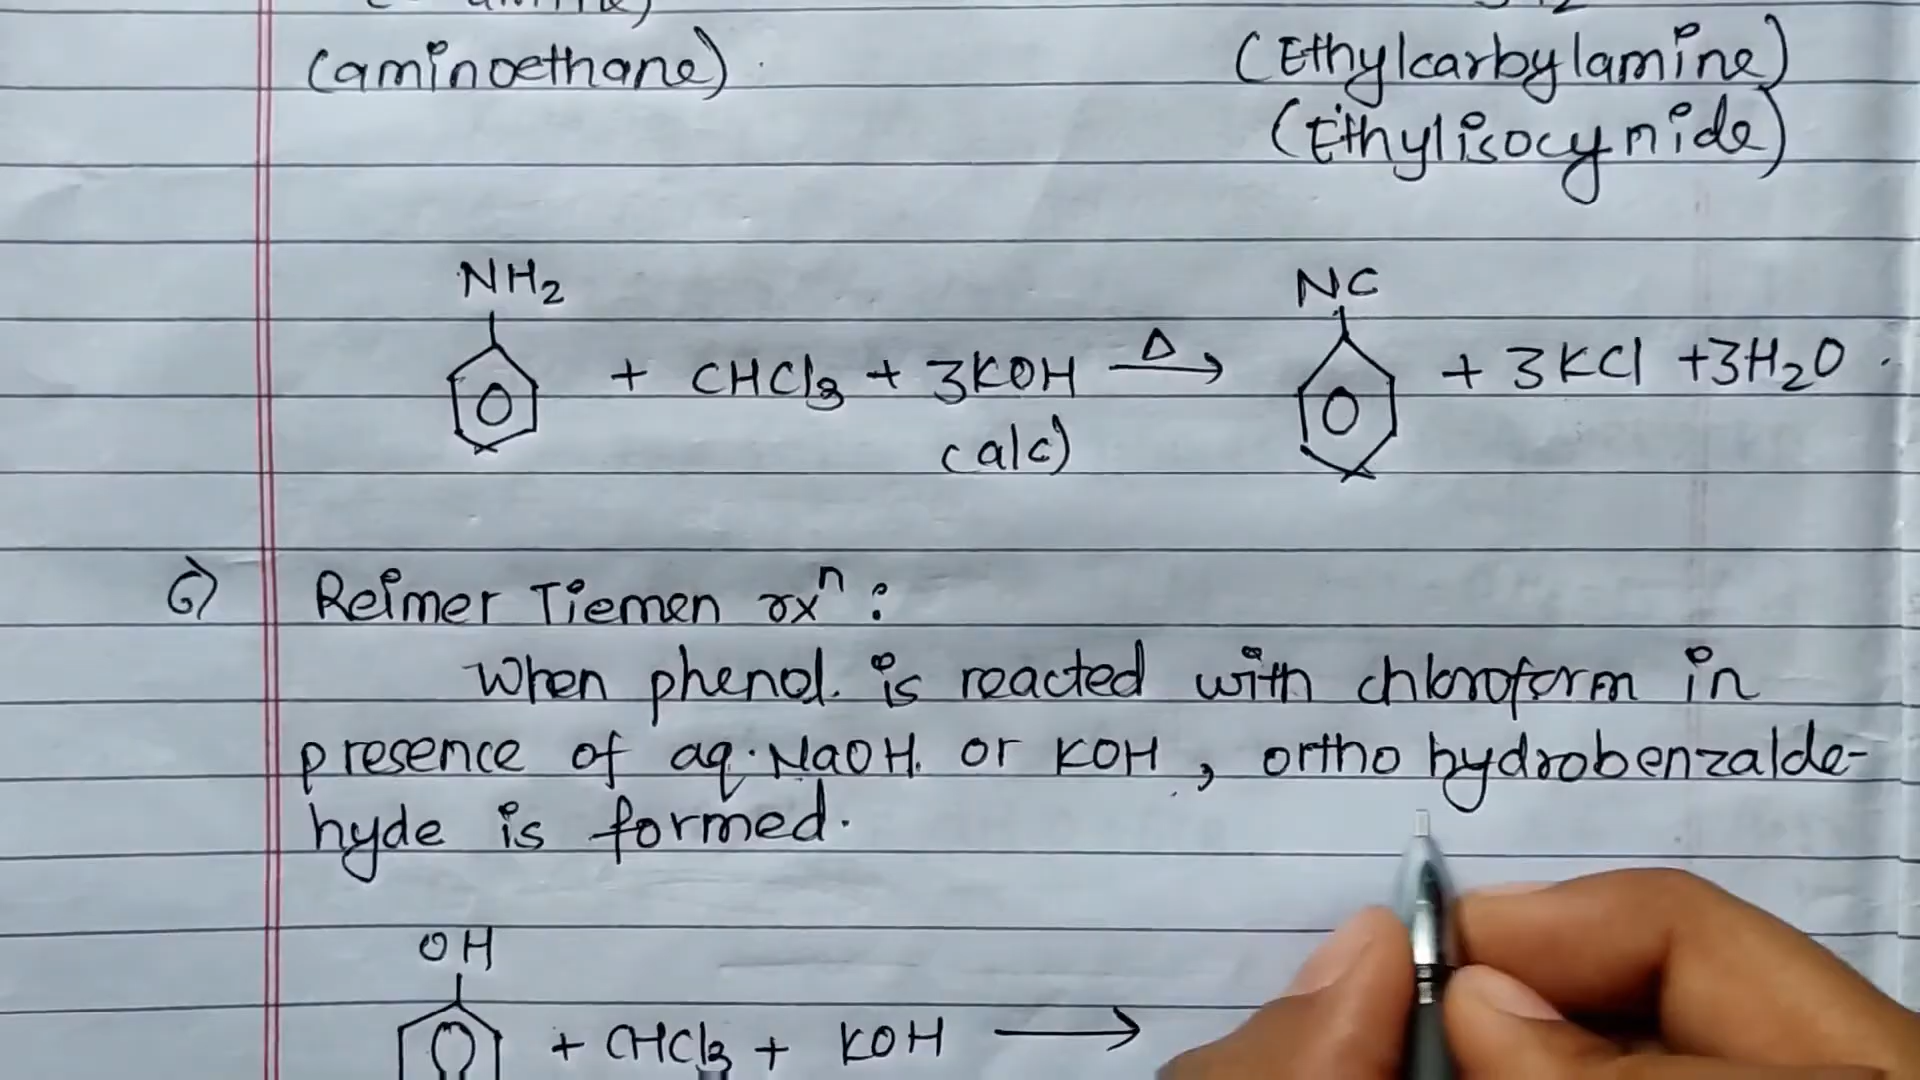 (aminoethane)
(Ethylcarbylamine)
(Ethylisocynide)
NH2
NC
+ CHCl3 + 3KOH Δ→ + 3KCl +3H2O
(alc)
6) Reimer Tiemen rxn :
When phenol. is reacted with chloroform in
presence of aq. NaOH. or KOH, ortho hydrobenzalde-
hyde is formed.
OH
+ CHCl3 + KOH →